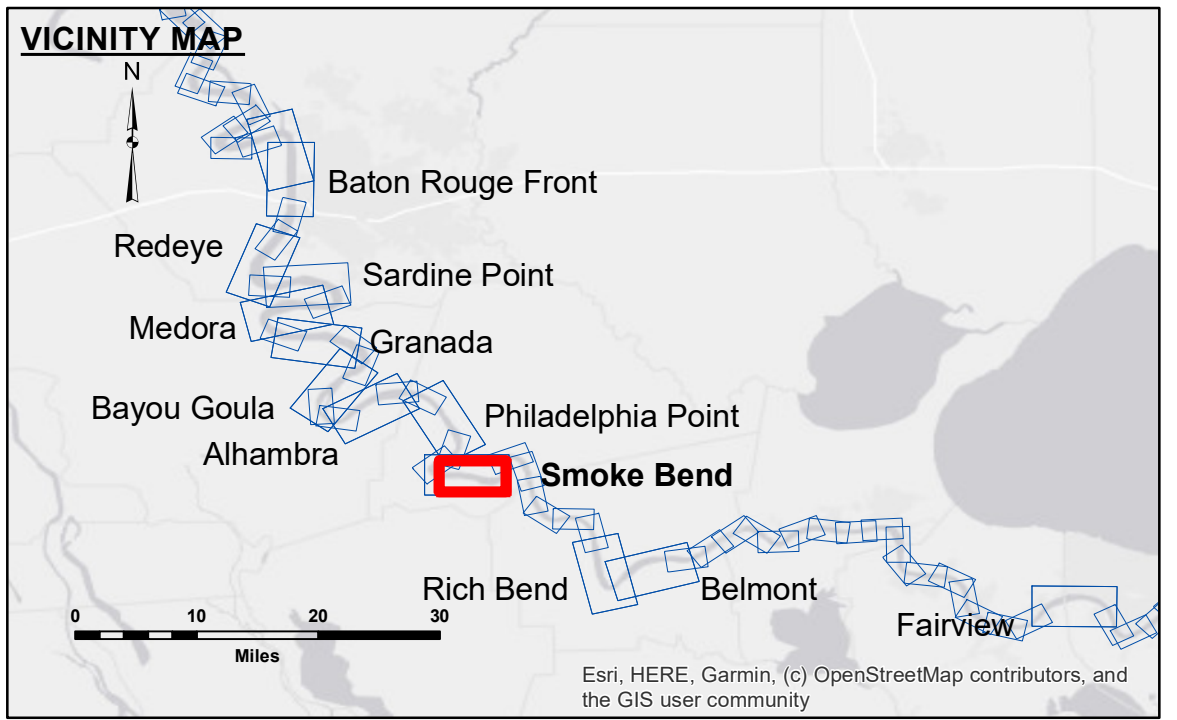 VICINITY MAP
N
Baton Rouge Front
Redeye
Sardine Point
Medora
Granada
Bayou Goula
Philadelphia Point
Alhambra
Smoke Bend
Rich Bend
Belmont
Fairview
0 10 20 30
Miles
Esri, HERE, Garmin, (c) OpenStreetMap contributors, and
the GIS user community